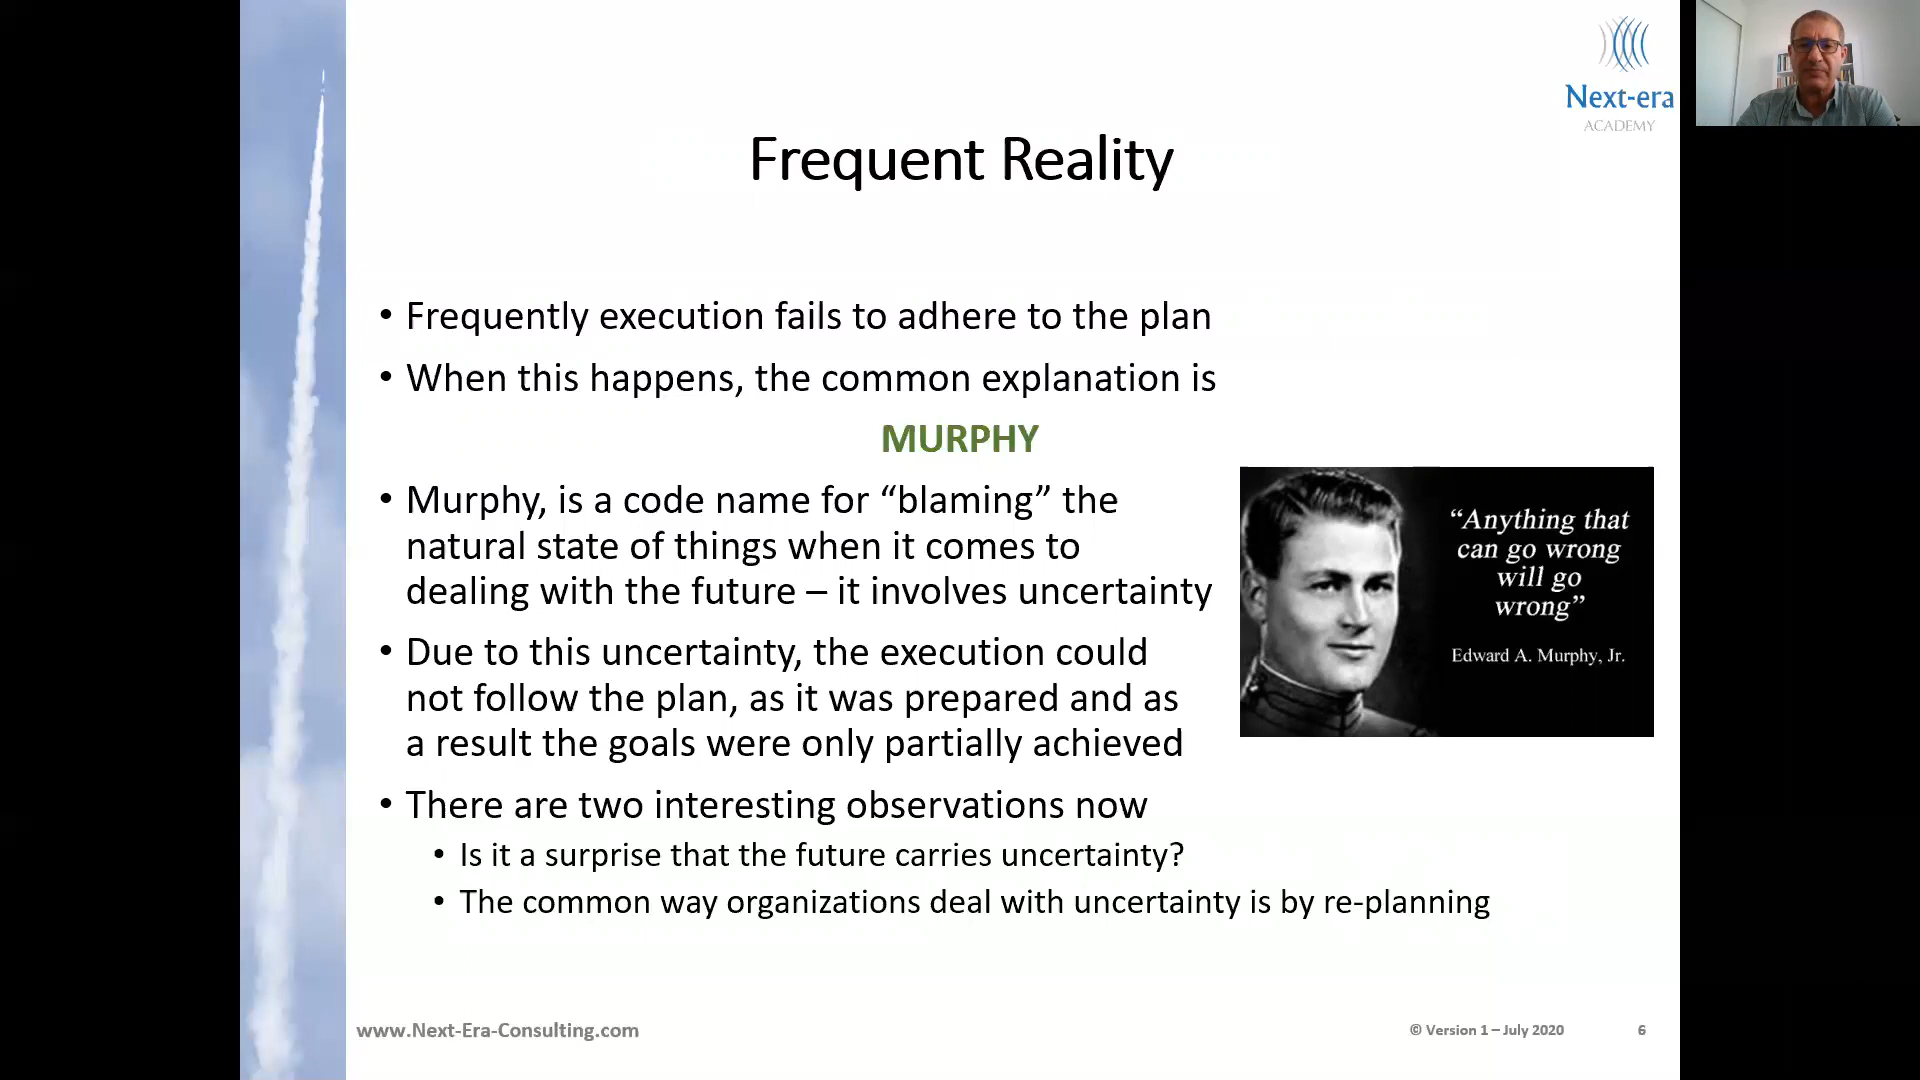 Next-era
ACADEMY
Frequent Reality
• Frequently execution fails to adhere to the plan
• When this happens, the common explanation is
MURPHY
• Murphy, is a code name for “blaming” the
natural state of things when it comes to
dealing with the future – it involves uncertainty
• Due to this uncertainty, the execution could
not follow the plan, as it was prepared and as
a result the goals were only partially achieved
“Anything that
can go wrong
will go
wrong”
Edward A. Murphy, Jr.
• There are two interesting observations now
• Is it a surprise that the future carries uncertainty?
• The common way organizations deal with uncertainty is by re-planning
www.Next-Era-Consulting.com
© Version 1 – July 2020
6